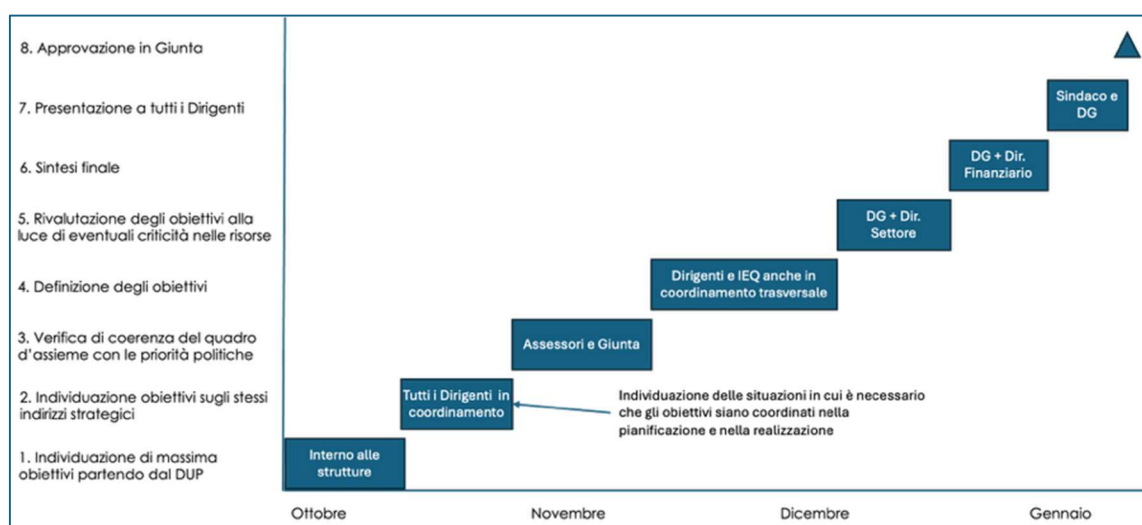 8. Approvazione in Giunta
7. Presentazione a tutti i Dirigenti
Sindaco e
DG
6. Sintesi finale
DG + Dir.
Finanziario
5. Rivalutazione degli obiettivi alla
luce di eventuali criticità nelle risorse
DG + Dir.
Settore
4. Definizione degli obiettivi
Dirigenti e IEQ anche in
coordinamento trasversale
3. Verifica di coerenza del quadro
d'assieme con le priorità politiche
Assessori e Giunta
2. Individuazione obiettivi sugli stessi
indirizzi strategici
Tutti i Dirigenti in
coordinamento
Individuazione delle situazioni in cui è necessario
che gli obiettivi siano coordinati nella
pianificazione e nella realizzazione
1. Individuazione di massima
obiettivi partendo dal DUP
Interno alle
strutture
Ottobre
Novembre
Dicembre
Gennaio